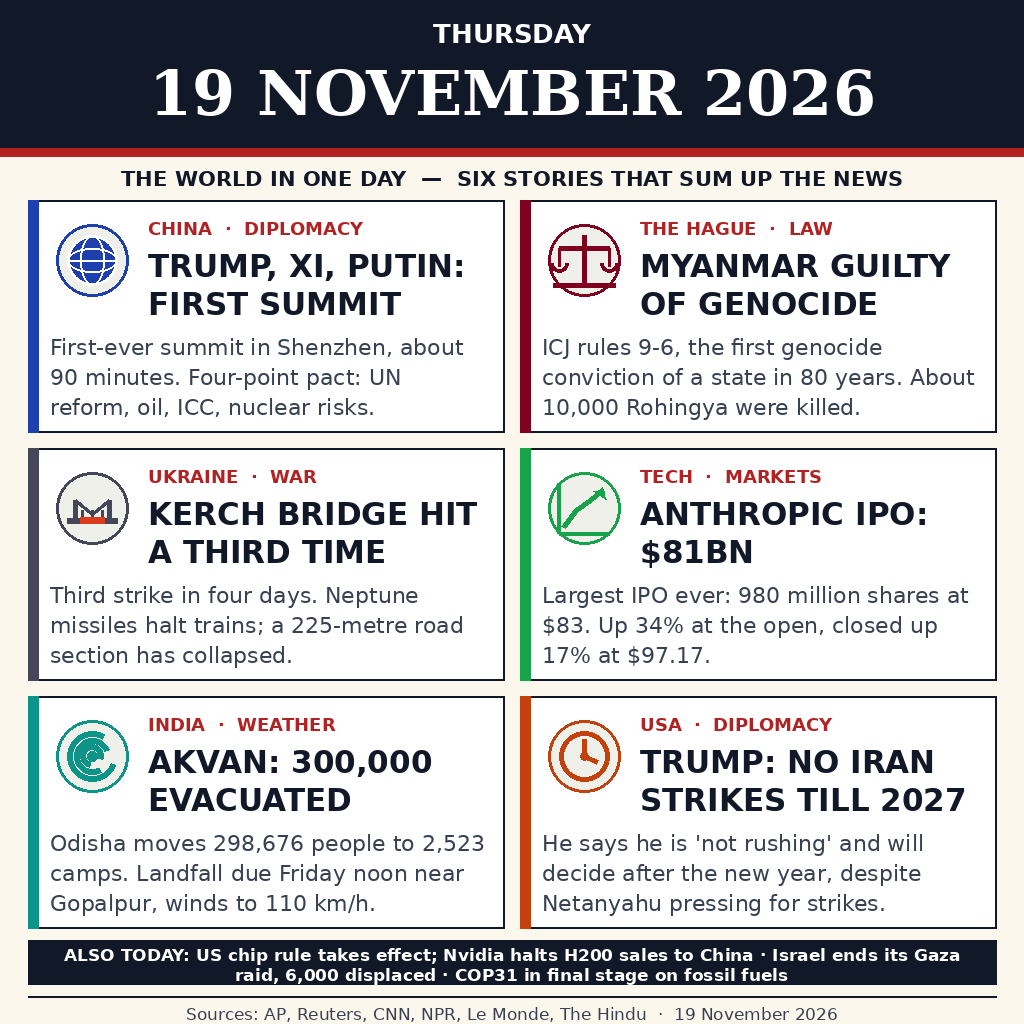 THURSDAY
19 NOVEMBER 2026
THE WORLD IN ONE DAY — SIX STORIES THAT SUM UP THE NEWS
CHINA · DIPLOMACY
TRUMP, XI, PUTIN:
FIRST SUMMIT
First-ever summit in Shenzhen, about
90 minutes. Four-point pact: UN
reform, oil, ICC, nuclear risks.
THE HAGUE · LAW
MYANMAR GUILTY
OF GENOCIDE
ICJ rules 9-6, the first genocide
conviction of a state in 80 years. About
10,000 Rohingya were killed.
UKRAINE · WAR
KERCH BRIDGE HIT
A THIRD TIME
Third strike in four days. Neptune
missiles halt trains; a 225-metre road
section has collapsed.
TECH · MARKETS
ANTHROPIC IPO:
$81BN
Largest IPO ever: 980 million shares at
$83. Up 34% at the open, closed up
17% at $97.17.
INDIA · WEATHER
AKVAN: 300,000
EVACUATED
Odisha moves 298,676 people to 2,523
camps. Landfall due Friday noon near
Gopalpur, winds to 110 km/h.
USA · DIPLOMACY
TRUMP: NO IRAN
STRIKES TILL 2027
He says he is 'not rushing' and will
decide after the new year, despite
Netanyahu pressing for strikes.
ALSO TODAY: US chip rule takes effect; Nvidia halts H200 sales to China · Israel ends its Gaza
raid, 6,000 displaced · COP31 in final stage on fossil fuels
Sources: AP, Reuters, CNN, NPR, Le Monde, The Hindu · 19 November 2026